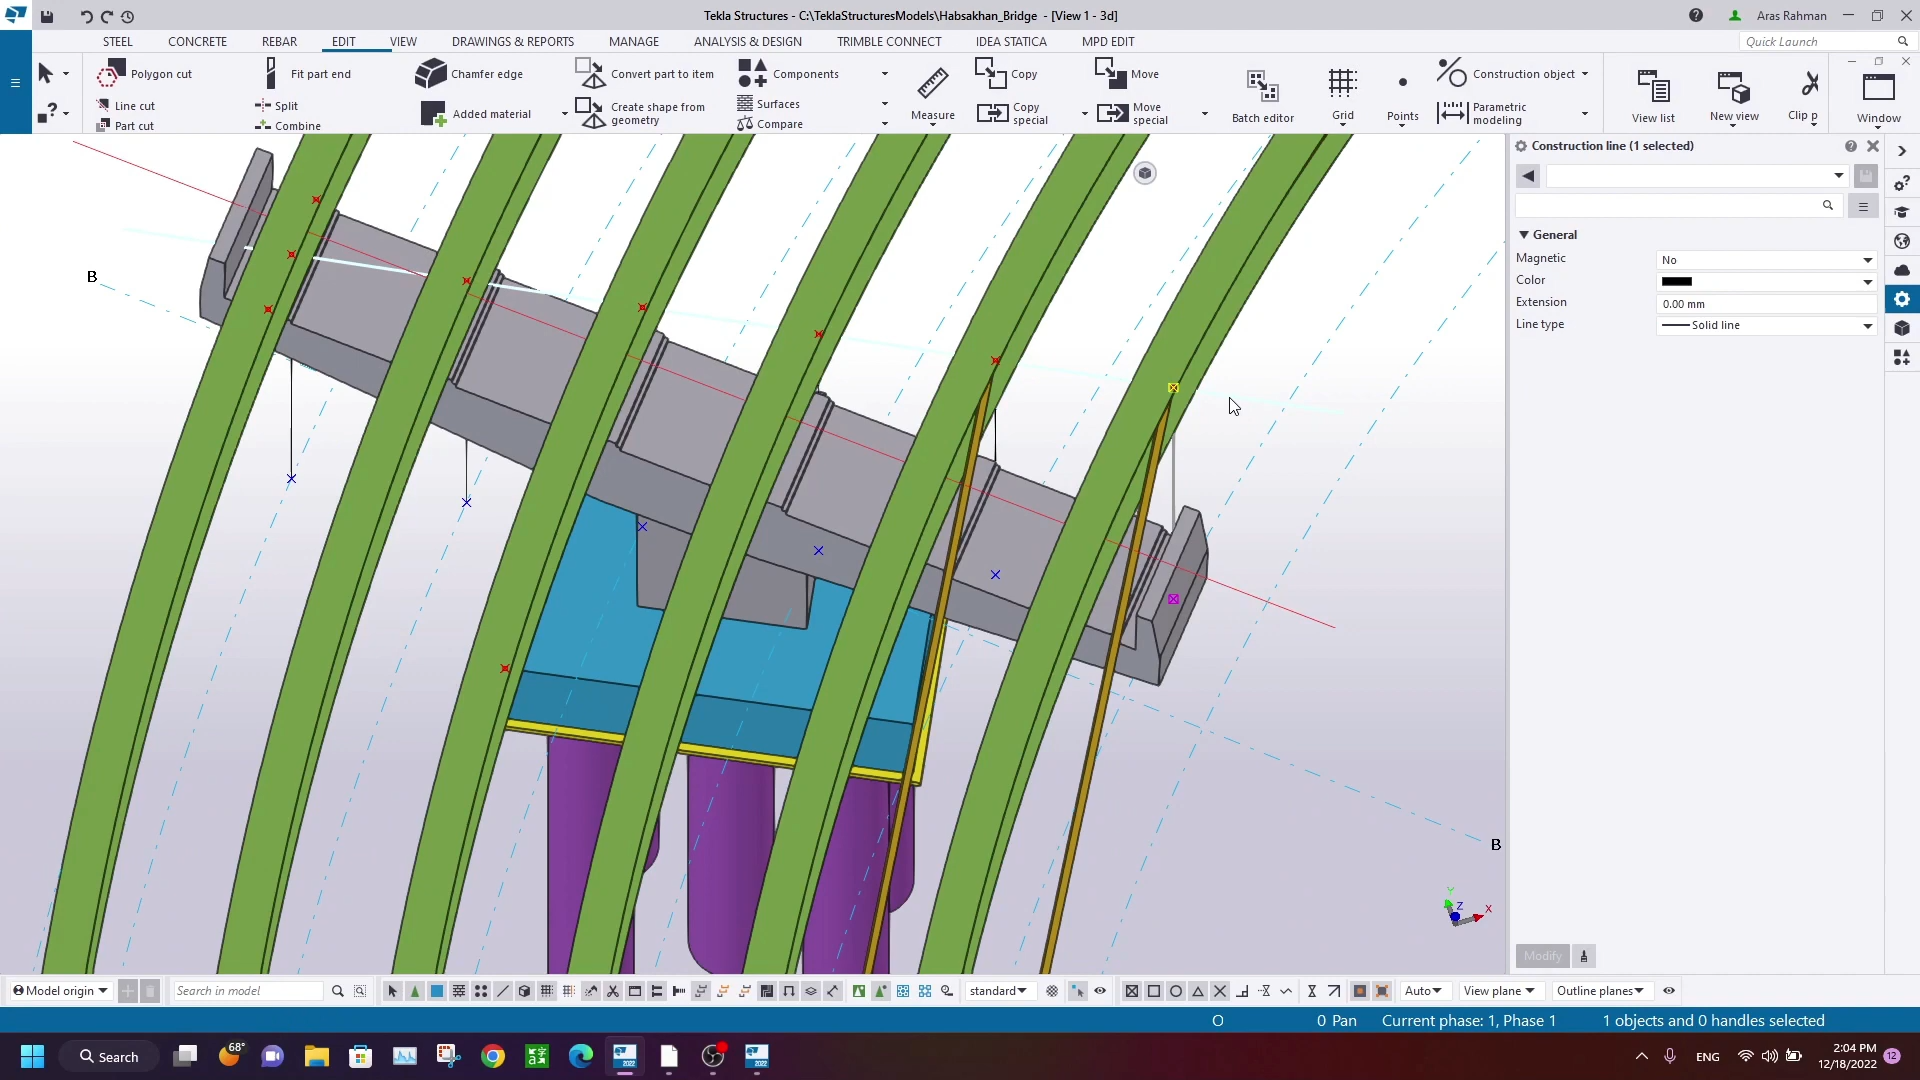 Tekla Structures - C:\TeklaStructuresModels\Habsakhan_Bridge - [View 1 - 3d]
Aras Rahman
STEEL CONCRETE REBAR EDIT VIEW DRAWINGS & REPORTS MANAGE ANALYSIS & DESIGN TRIMBLE CONNECT IDEA STATICA MPD EDIT
Quick Launch
Polygon cut
Line cut
Part cut
Fit part end
Split
Combine
Chamfer edge
Added material
Convert part to item
Create shape from
geometry
Components
Surfaces
Compare
Measure
Copy
Copy
special
Move
Move
special
Batch editor
Grid
Points
Construction object
Parametric
modeling
View list
New view
Clip p
Window
Construction line (1 selected)
General
Magnetic No
Color
Extension 0.00 mm
Line type Solid line
Modify
B
B
Y
Z
X
Model origin
Search in model
standard
Auto
View plane
Outline planes
O
0 Pan
Current phase: 1, Phase 1
1 objects and 0 handles selected
68°
Search
2022
2022
ENG
2:04 PM
12/18/2022
12